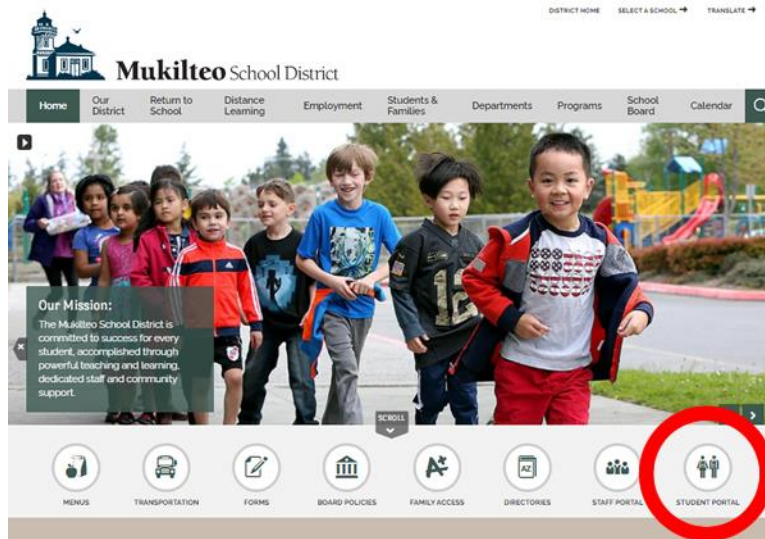 DISTRICT HOME SELECT A SCHOOL TRANSLATE
Mukilteo School District
Home Our District Return to School Distance Learning Employment Students & Families Departments Programs School Board Calendar
Our Mission:
The Mukilteo School District is
committed to success for every
student, accomplished through
powerful teaching and learning,
dedicated staff and community
support.
12
SCROLL
A+
AZ
MENUS TRANSPORTATION FORMS BOARD POLICIES FAMILY ACCESS DIRECTORIES STAFF PORTAL STUDENT PORTAL